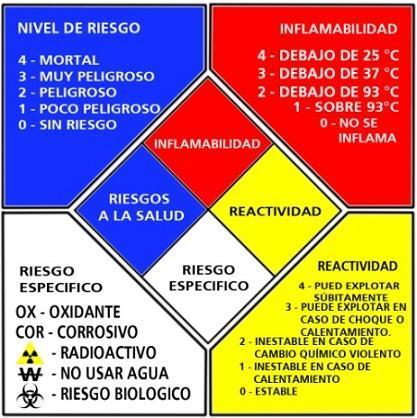 NIVEL DE RIESGO
4 - MORTAL
3 - MUY PELIGROSO
2 - PELIGROSO
1 - POCO PELIGROSO
0 - SIN RIESGO
INFLAMABILIDAD
4 - DEBAJO DE 25 °C
3 - DEBAJO DE 37 °C
2 - DEBAJO DE 93 °C
1 - SOBRE 93°C
0 - NO SE
INFLAMA
INFLAMABILIDAD
RIESGOS
A LA SALUD
REACTIVIDAD
RIESGO
ESPECIFICO
RIESGO
ESPECIFICO
OX - OXIDANTE
COR - CORROSIVO
- RADIOACTIVO
W - NO USAR AGUA
- RIESGO BIOLOGICO
REACTIVIDAD
4 - PUED EXPLOTAR
SÚBITAMENTE
3 - PUEDE EXPLOTAR EN
CASO DE CHOQUE O
CALENTAMIENTO.
2 - INESTABLE EN CASO DE
CAMBIO QUÍMICO VIOLENTO
1 - INESTABLE EN CASO DE
CALENTAMIENTO
0 - ESTABLE